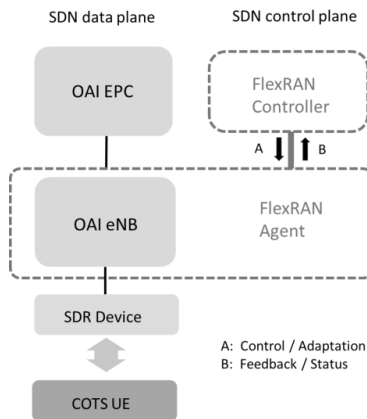 SDN data plane
SDN control plane
OAI EPC
FlexRAN
Controller
A
B
OAI eNB
FlexRAN
Agent
SDR Device
A: Control / Adaptation
B: Feedback / Status
COTS UE